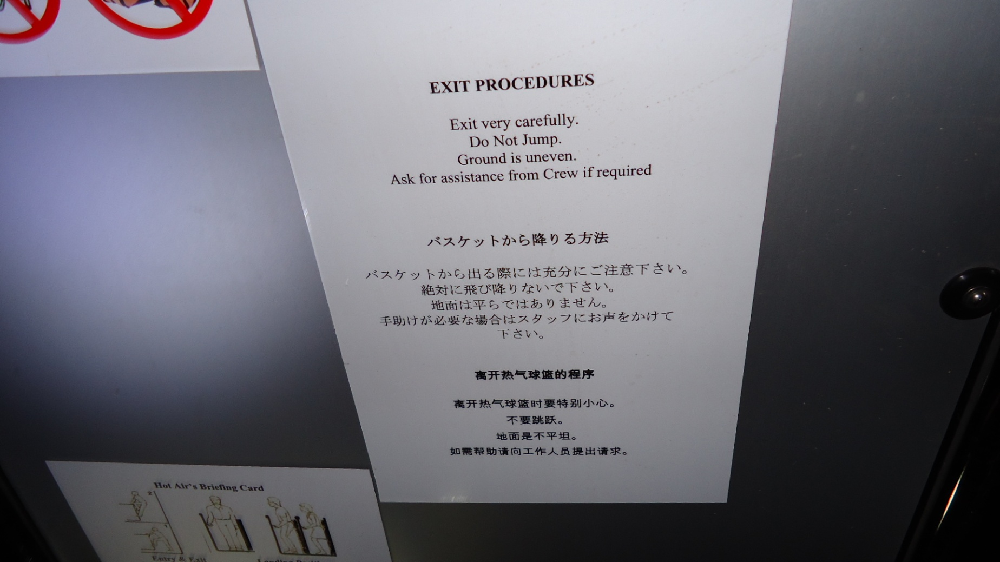 EXIT PROCEDURES
Exit very carefully.
Do Not Jump.
Ground is uneven.
Ask for assistance from Crew if required
バスケットから降りる方法
バスケットから出る際には充分にご注意下さい。
絶対に飛び降りないで下さい。
地面は平らではありません。
手助けが必要な場合はスタッフにお声をかけて
下さい。
离开热气球篮的程序
离开热气球篮时要特别小心。
不要跳跃。
地面是不平坦。
如需帮助请向工作人员提出请求。
Hot Air's Briefing Card
2
1
Entry & Exit
Landing